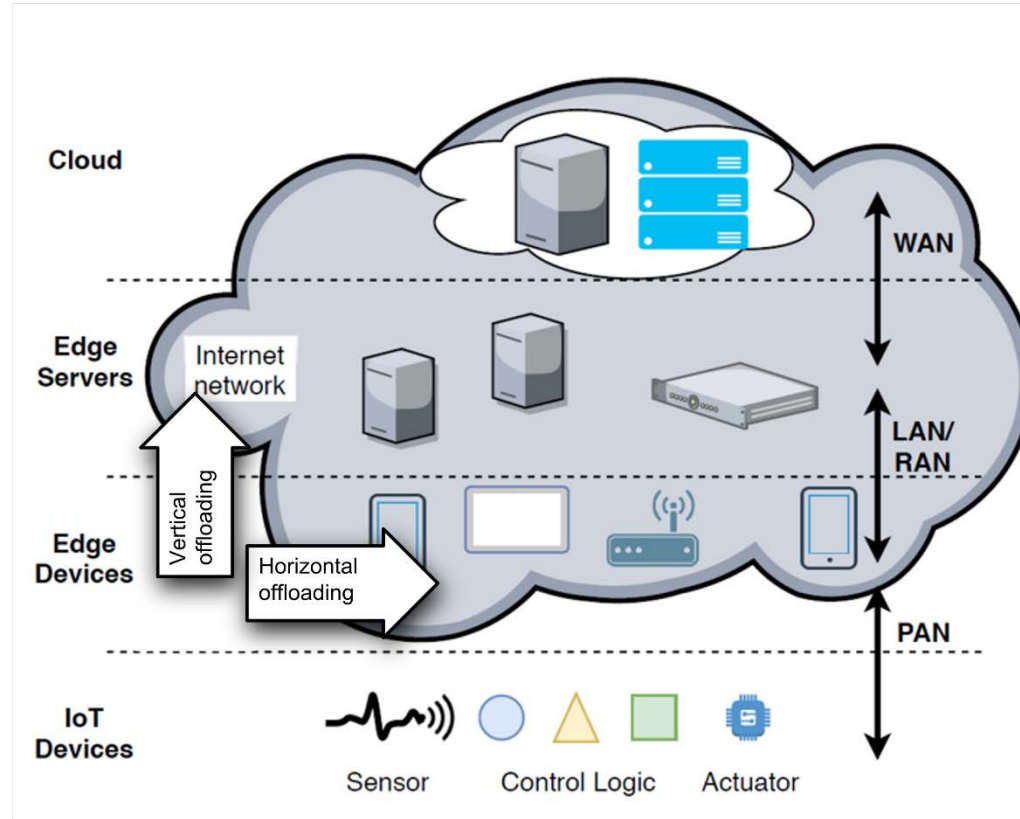 Cloud
WAN
Edge
Servers
Internet
network
LAN/
RAN
Vertical
offloading
Edge
Devices
Horizontal
offloading
PAN
IoT
Devices
Sensor
Control Logic
Actuator